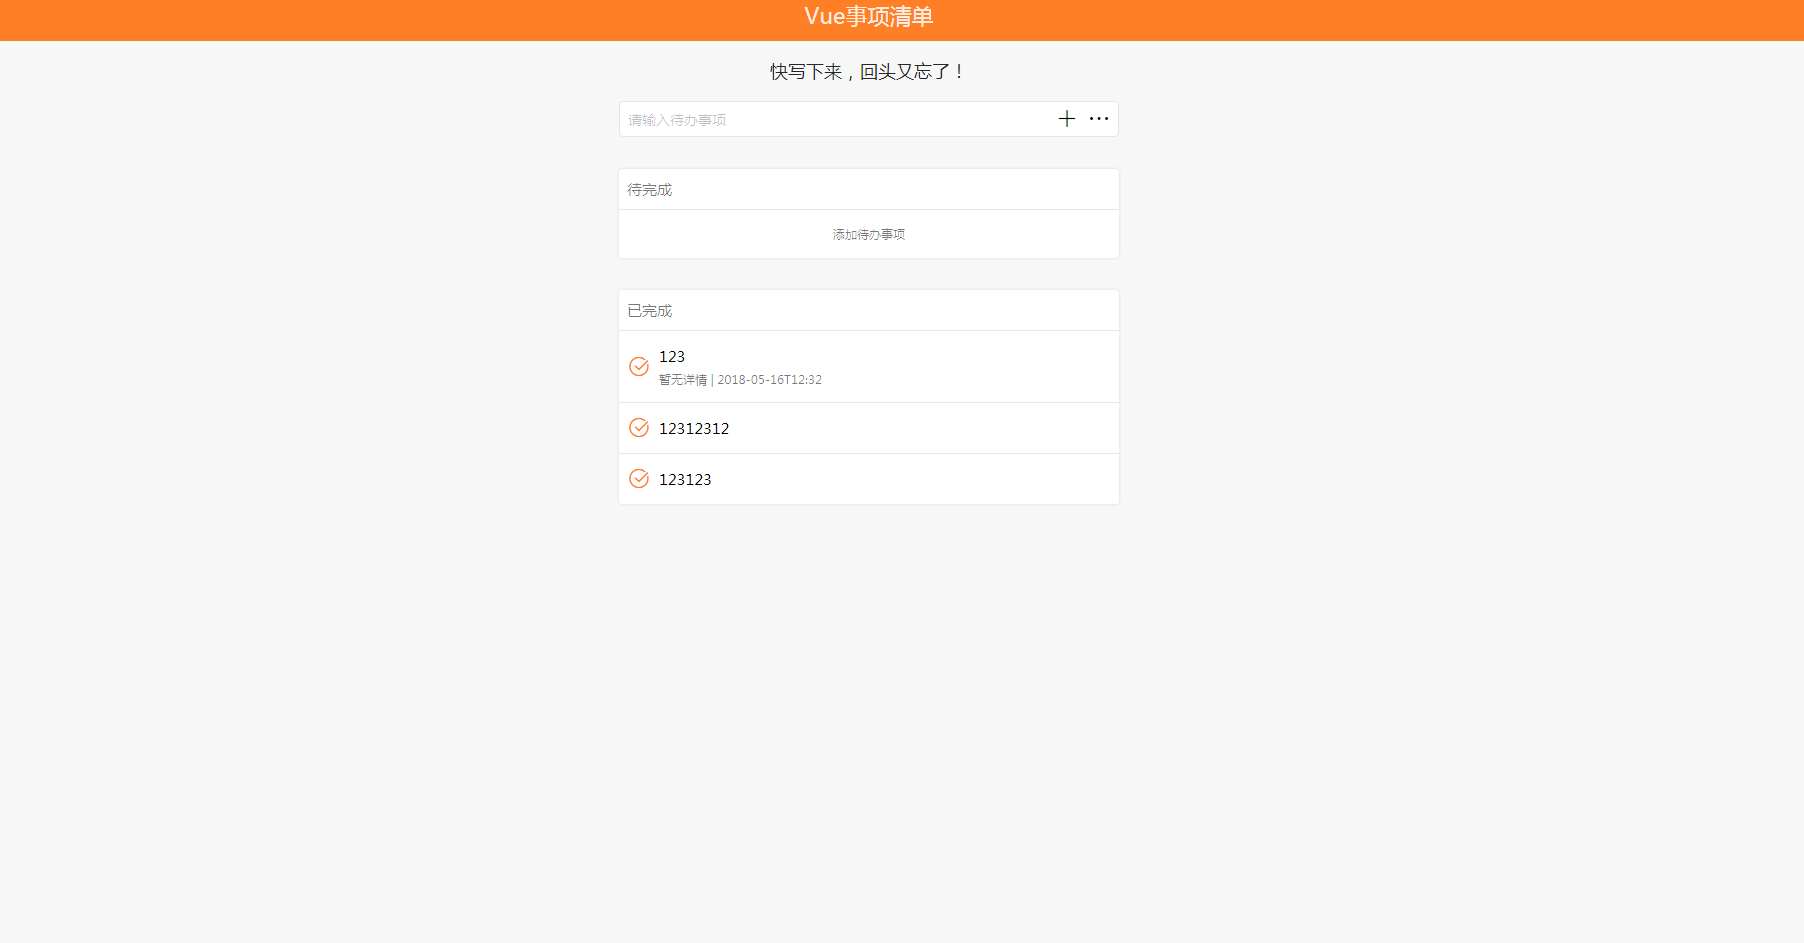 Vue事项清单
快写下来，回头又忘了！
请输入待办事项
待完成
添加待办事项
已完成
123
暂无详情 | 2018-05-16T12:32
12312312
123123